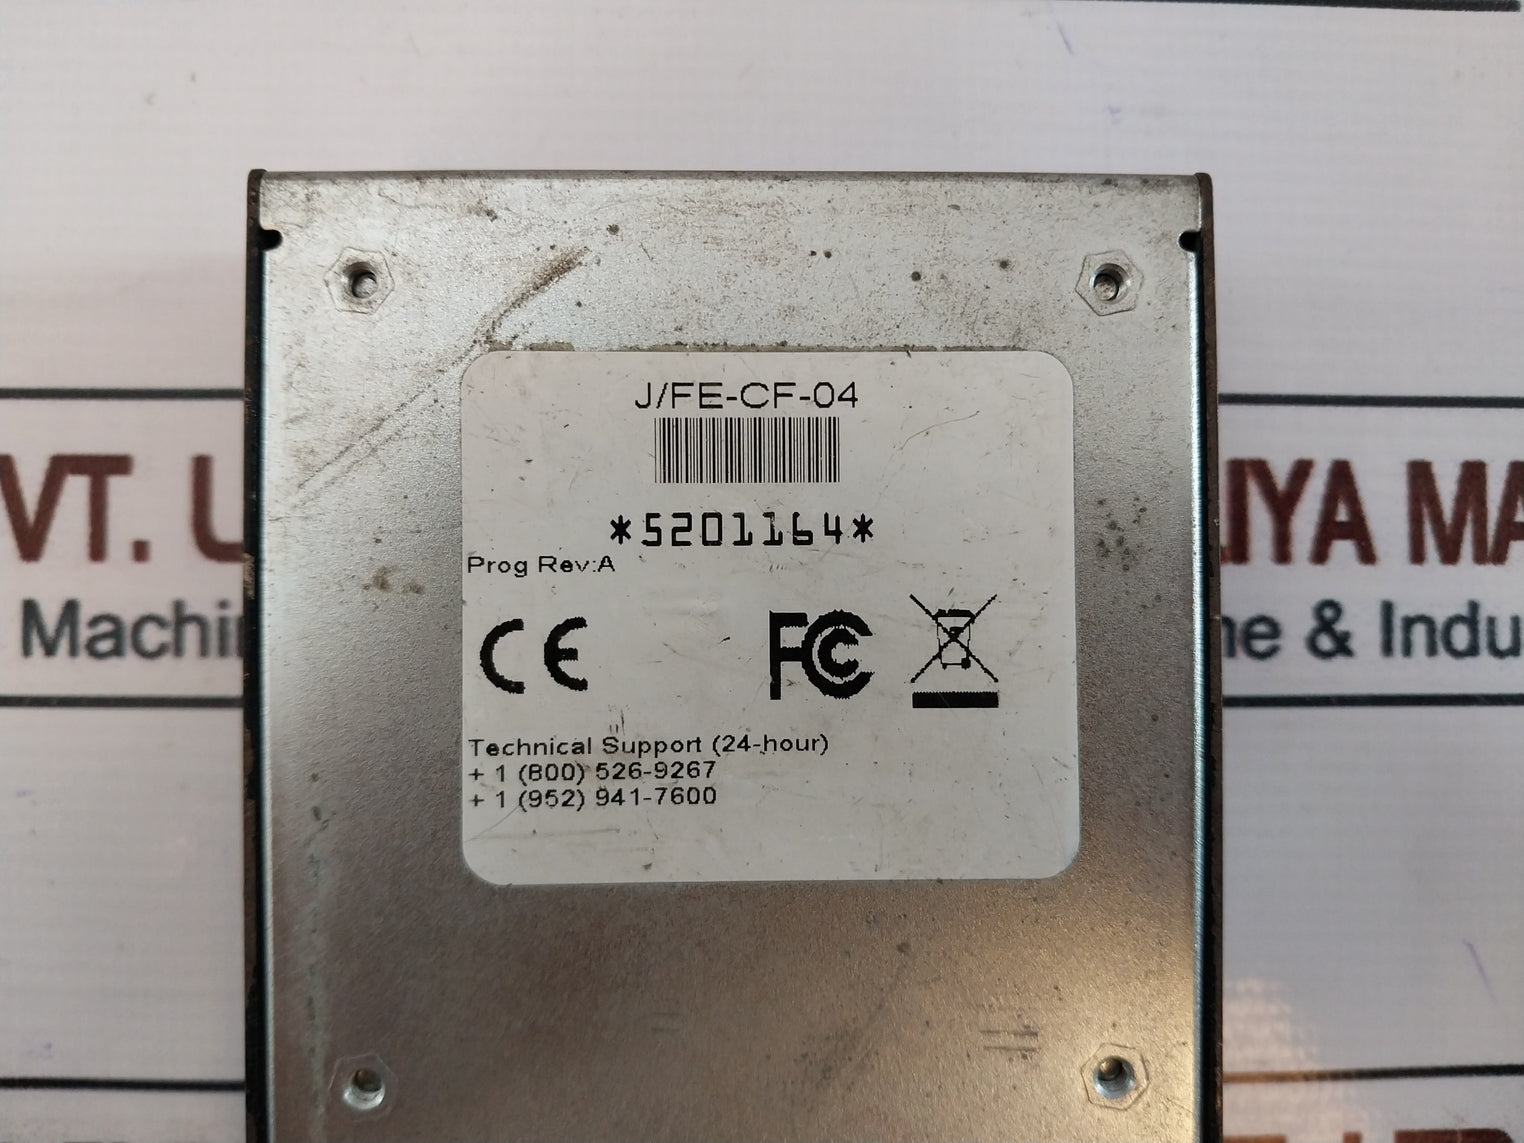 J/FE-CF-04
*5201164*
Prog Rev:A
CE
FC
Technical Support (24-hour)
+ 1 (800) 526-9267
+ 1 (952) 941-7600
VT. U
Machin
IYA MA
ne & Indu